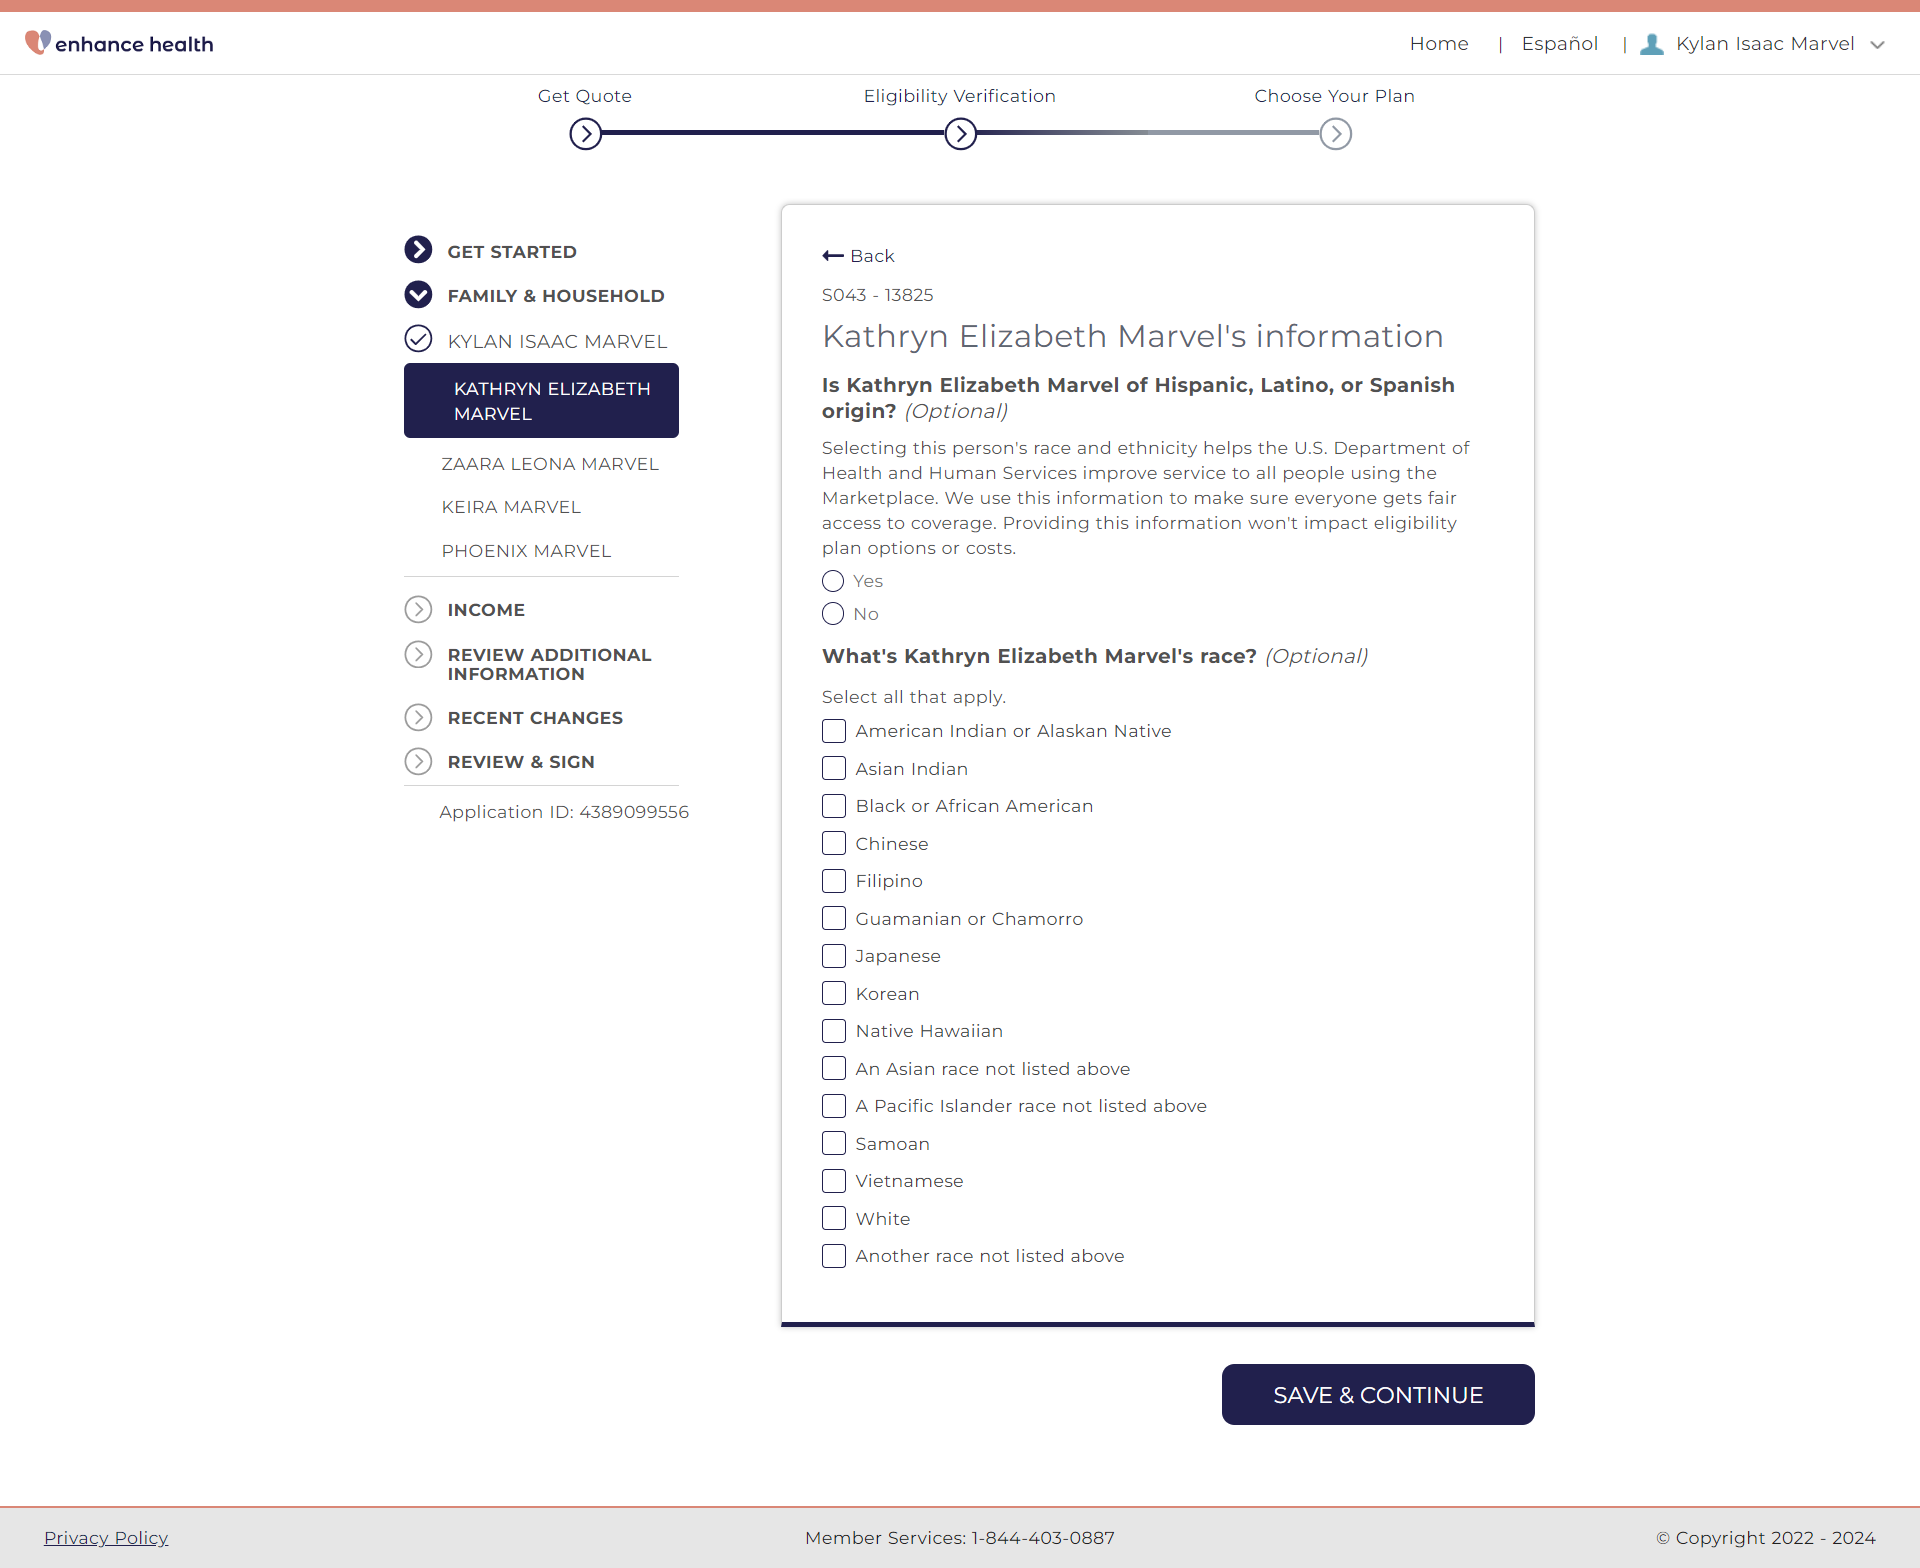 enhance health
Home | Español | Kylan Isaac Marvel
Get Quote
Eligibility Verification
Choose Your Plan
GET STARTED
FAMILY & HOUSEHOLD
KYLAN ISAAC MARVEL
KATHRYN ELIZABETH
MARVEL
ZAARA LEONA MARVEL
KEIRA MARVEL
PHOENIX MARVEL
INCOME
REVIEW ADDITIONAL
INFORMATION
RECENT CHANGES
REVIEW & SIGN
Application ID: 4389099556
Back
S043 - 13825
Kathryn Elizabeth Marvel's information
Is Kathryn Elizabeth Marvel of Hispanic, Latino, or Spanish
origin? (Optional)
Selecting this person's race and ethnicity helps the U.S. Department of
Health and Human Services improve service to all people using the
Marketplace. We use this information to make sure everyone gets fair
access to coverage. Providing this information won't impact eligibility
plan options or costs.
Yes
No
What's Kathryn Elizabeth Marvel's race? (Optional)
Select all that apply.
American Indian or Alaskan Native
Asian Indian
Black or African American
Chinese
Filipino
Guamanian or Chamorro
Japanese
Korean
Native Hawaiian
An Asian race not listed above
A Pacific Islander race not listed above
Samoan
Vietnamese
White
Another race not listed above
SAVE & CONTINUE
Privacy Policy
Member Services: 1-844-403-0887
© Copyright 2022 - 2024